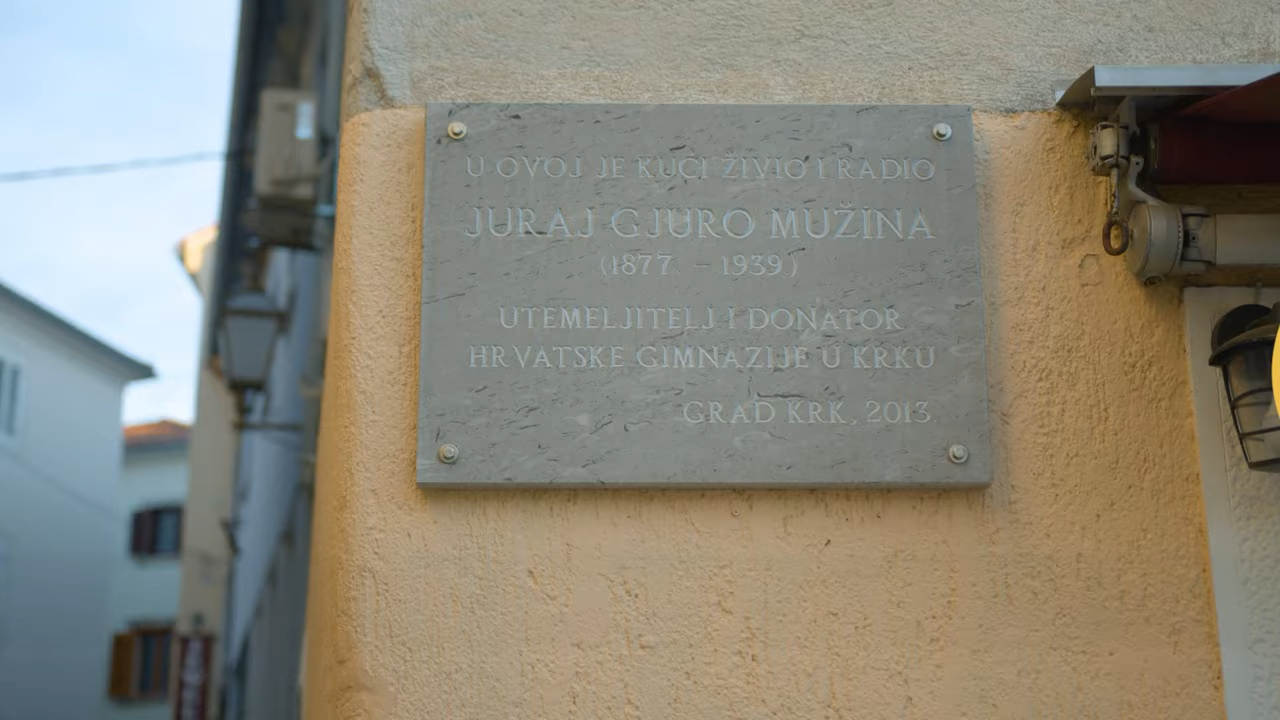 U OVOJ JE KUĆI ŽIVIO I RADIO
JURAJ GJURO MUŽINA
(1877 – 1939)
UTEMELJITELJ I DONATOR
HRVATSKE GIMNAZIJE U KRKU
GRAD KRK, 2013.